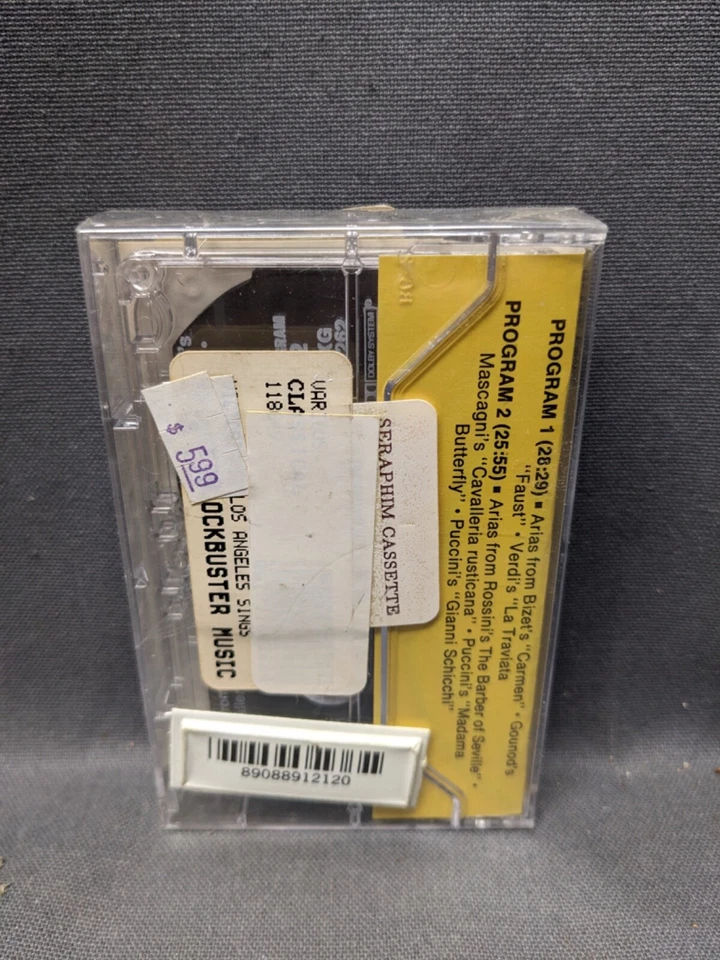 PROGRAM 1 (28:29) ▪ Arias from Bizet's "Carmen" • Gounod's
"Faust" • Verdi's "La Traviata
PROGRAM 2 (25:55) ▪ Arias from Rossini's The Barber of Seville" •
Mascagni's "Cavalleria rusticana" • Puccini's "Madama
Butterfly" • Puccini's "Gianni Schicchi"
SERAPHIM CASSETTE
DOLBY SYSTEM
VAR
CLA
118
LOS ANGELES SINGS
OCKBUSTER MUSIC
$ 599
89088912120